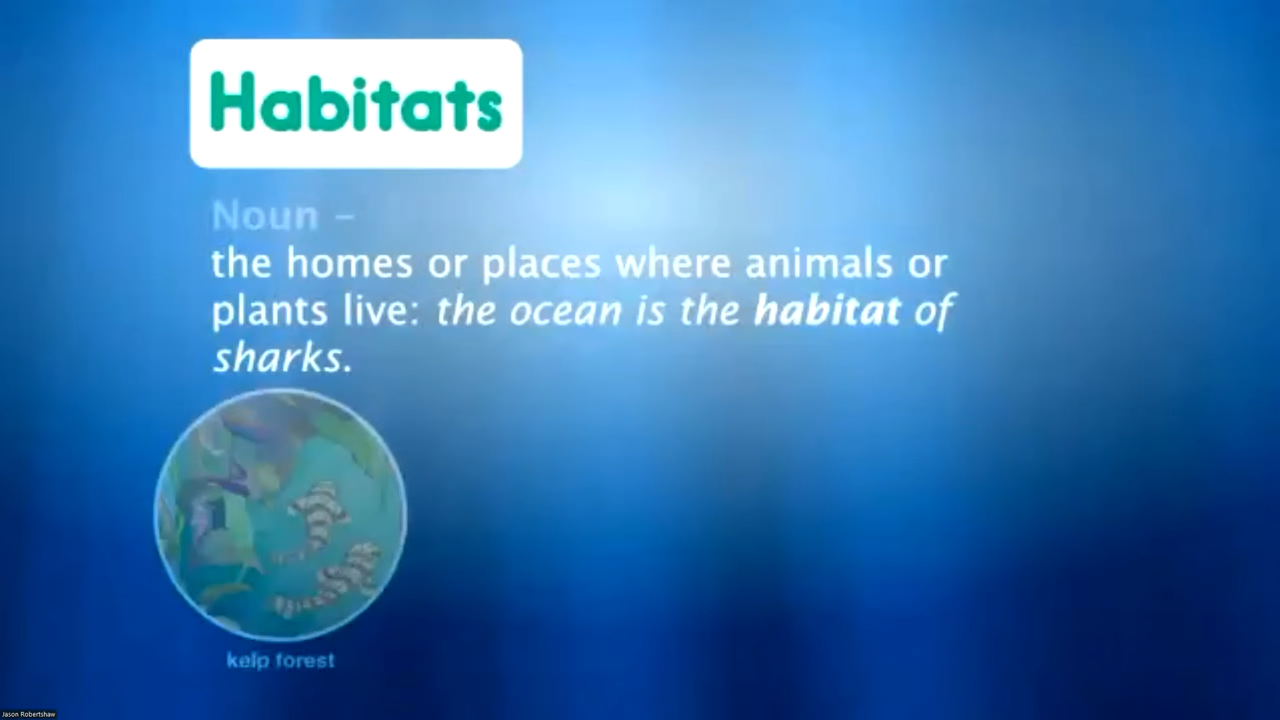 Habitats
Noun –
the homes or places where animals or
plants live: the ocean is the habitat of
sharks.
kelp forest
Jason Robertshaw